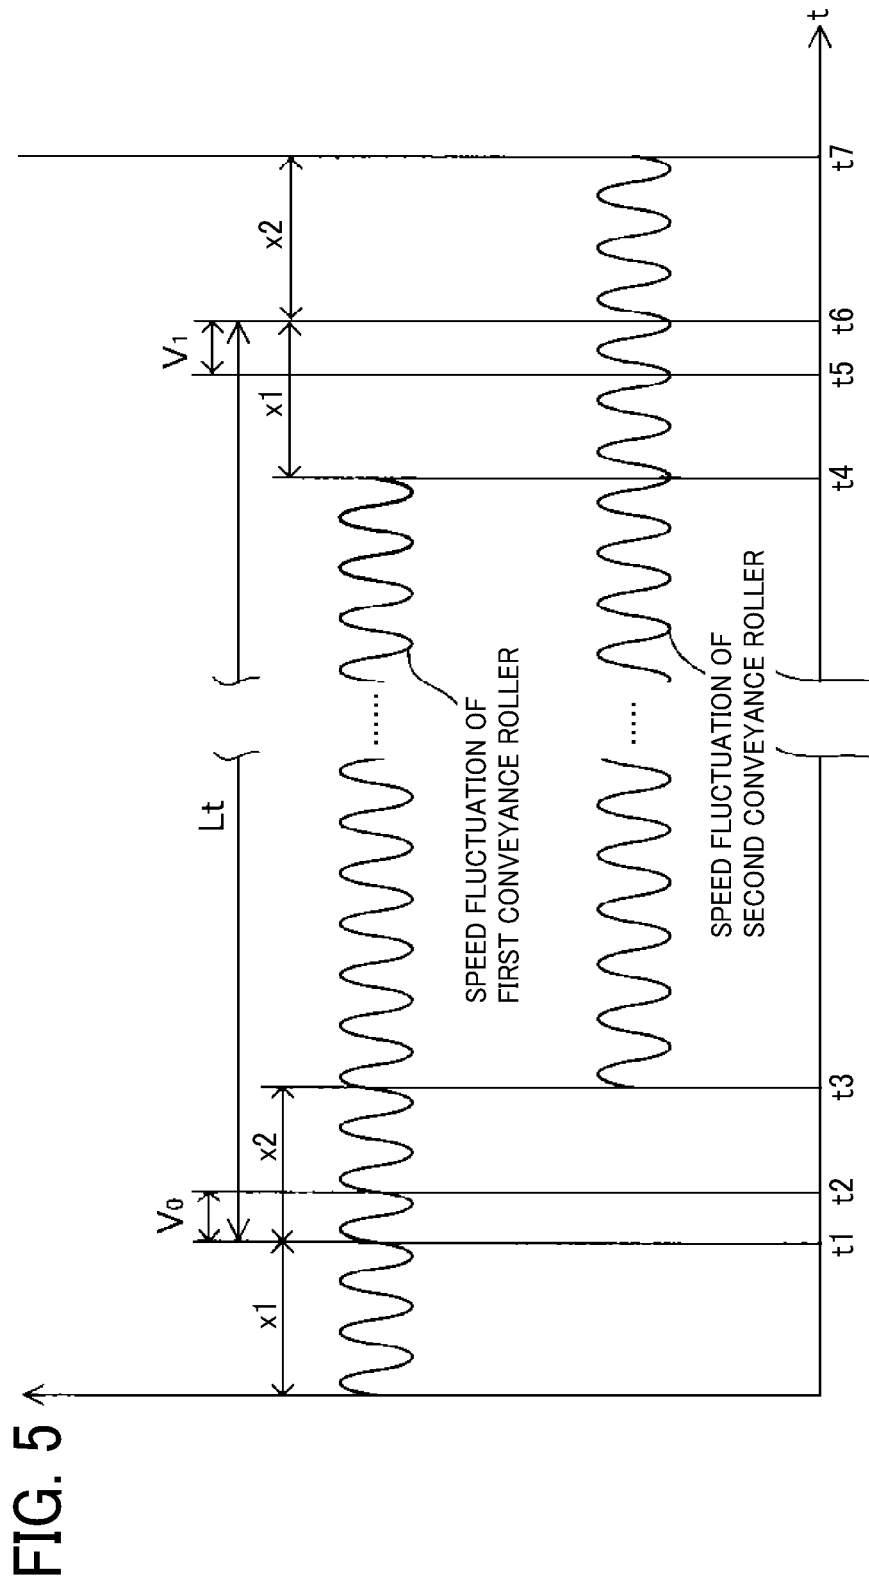 FIG. 5
V0
V1
Lt
x1
x2
x1
x2
SPEED FLUCTUATION OF
FIRST CONVEYANCE ROLLER
SPEED FLUCTUATION OF
SECOND CONVEYANCE ROLLER
t1
t2
t3
t4
t5
t6
t7
t